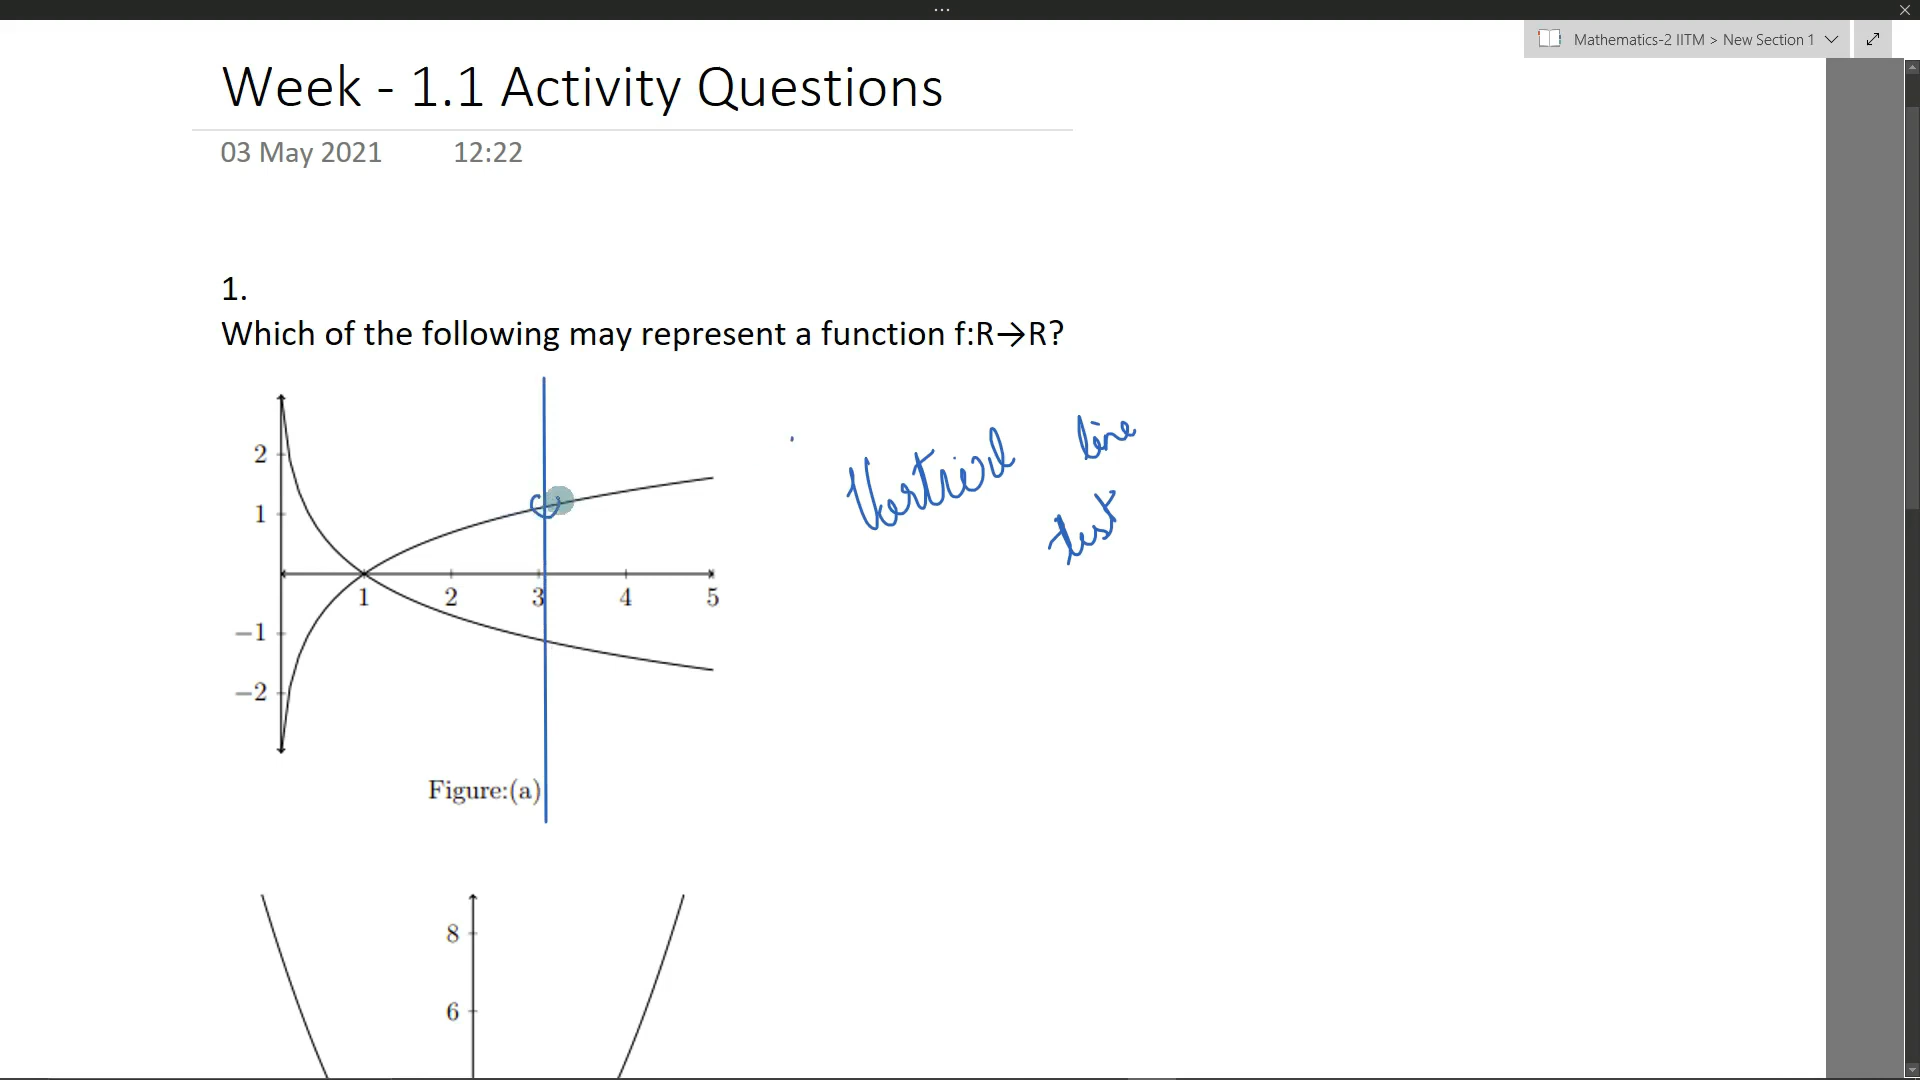 ...
Mathematics-2 IITM > New Section 1
Week - 1.1 Activity Questions
03 May 2021 12:22
1.
Which of the following may represent a function f:R→R?
2
1
1 2 3 4 5
−1
−2
Vertical line
test
Figure:(a)
8
6